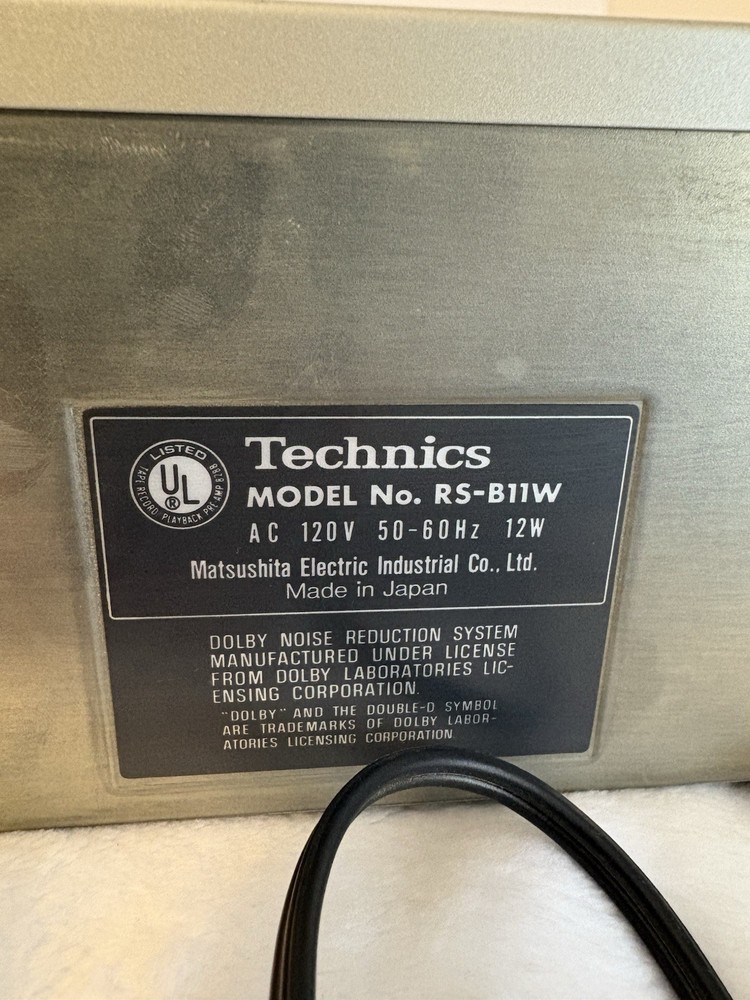 LISTED
UL
®
TAPE RECORD PLAYBACK PRE AMP 878B
Technics
MODEL No. RS-B11W
AC 120V 50-60Hz 12W
Matsushita Electric Industrial Co., Ltd.
Made in Japan
DOLBY NOISE REDUCTION SYSTEM
MANUFACTURED UNDER LICENSE
FROM DOLBY LABORATORIES LIC-
ENSING CORPORATION.
"DOLBY" AND THE DOUBLE-D SYMBOL
ARE TRADEMARKS OF DOLBY LABOR-
ATORIES LICENSING CORPORATION.